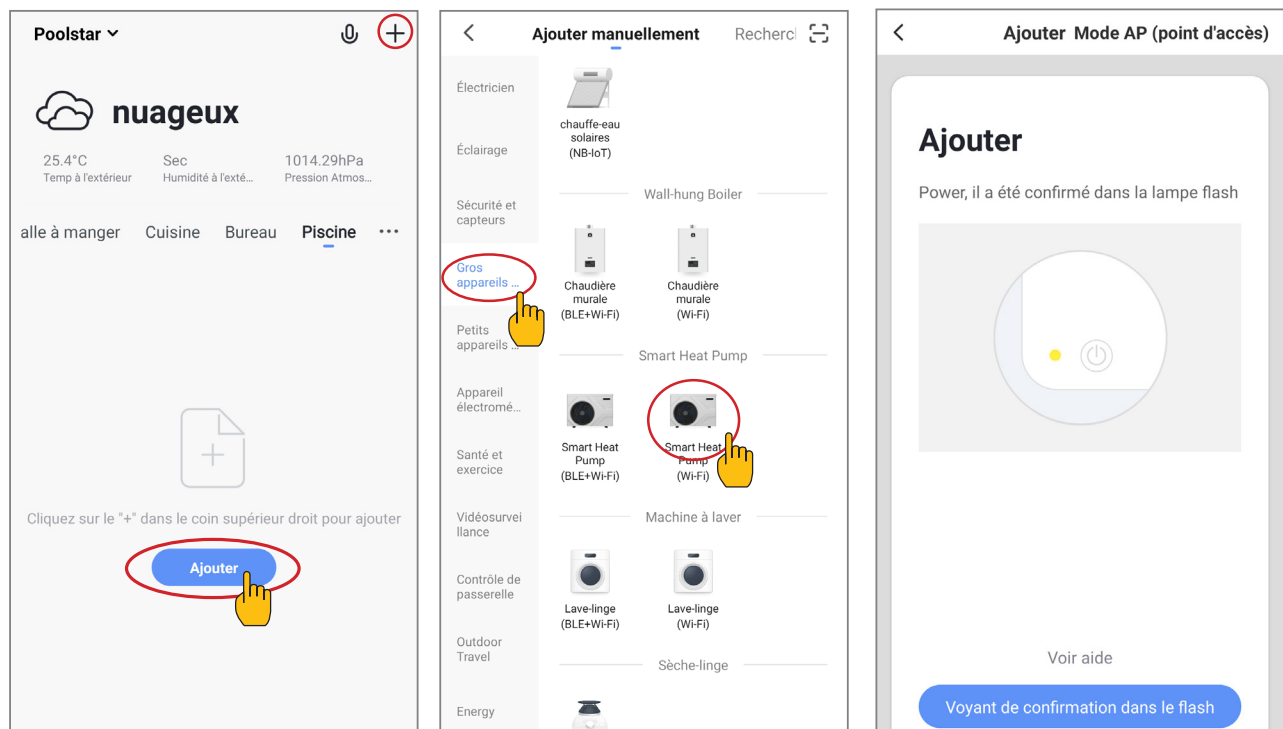 Poolstar
nuageux
25.4°C
Temp à l'extérieur
Sec
Humidité à l'exté...
1014.29hPa
Pression Atmos...
alle à manger
Cuisine
Bureau
Piscine
Cliquez sur le "+" dans le coin supérieur droit pour ajouter
Ajouter
Ajouter manuellement
Recherc
Électricien
Éclairage
Sécurité et
capteurs
Gros
appareils ...
Petits
appareils ...
Appareil
électromé...
Santé et
exercice
Vidéosurvei
llance
Contrôle de
passerelle
Outdoor
Travel
Energy
chauffe-eau
solaires
(NB-IoT)
Wall-hung Boiler
Chaudière
murale
(BLE+Wi-Fi)
Chaudière
murale
(Wi-Fi)
Smart Heat Pump
Smart Heat
Pump
(BLE+Wi-Fi)
Smart Heat
Pump
(Wi-Fi)
Machine à laver
Lave-linge
(BLE+Wi-Fi)
Lave-linge
(Wi-Fi)
Sèche-linge
Ajouter Mode AP (point d'accès)
Ajouter
Power, il a été confirmé dans la lampe flash
Voir aide
Voyant de confirmation dans le flash